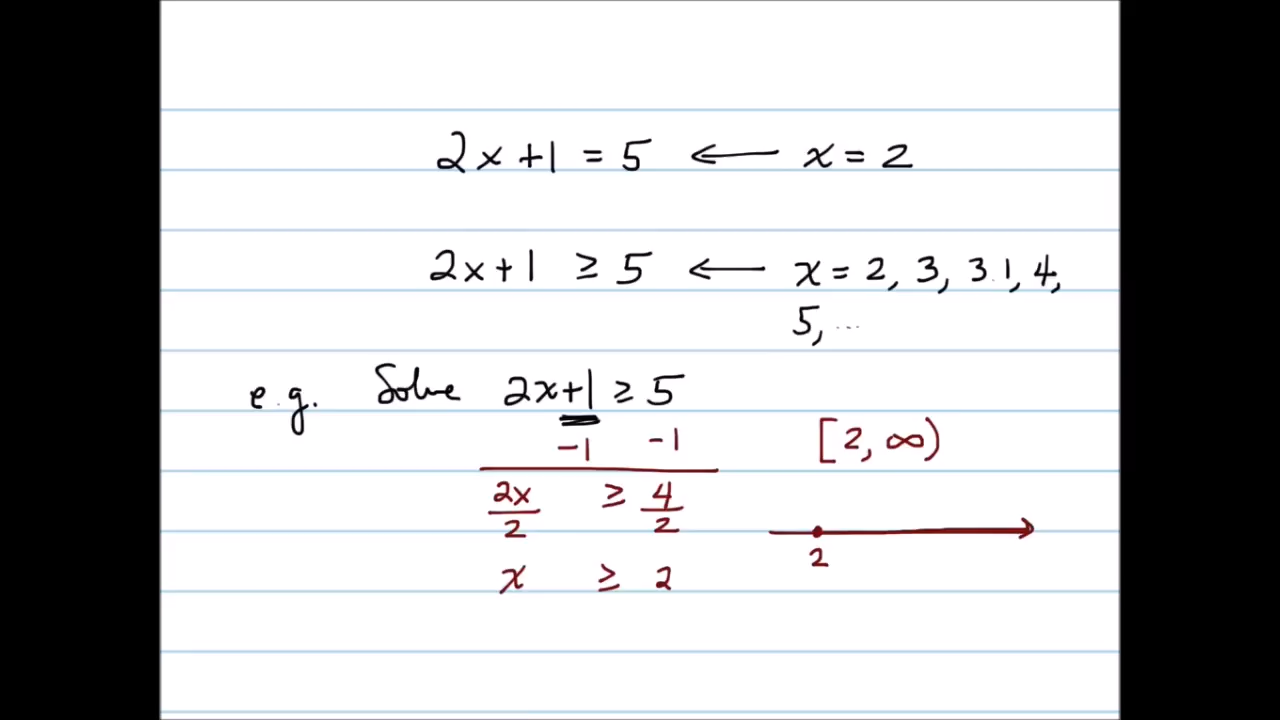 2x+1 = 5 ← x = 2
2x+1 ≥ 5 ← x = 2, 3, 3.1, 4,
5, ...
e.g. Solve 2x+1 ≥ 5
-1 -1
[2, ∞)
2x/2 ≥ 4/2
2
x ≥ 2